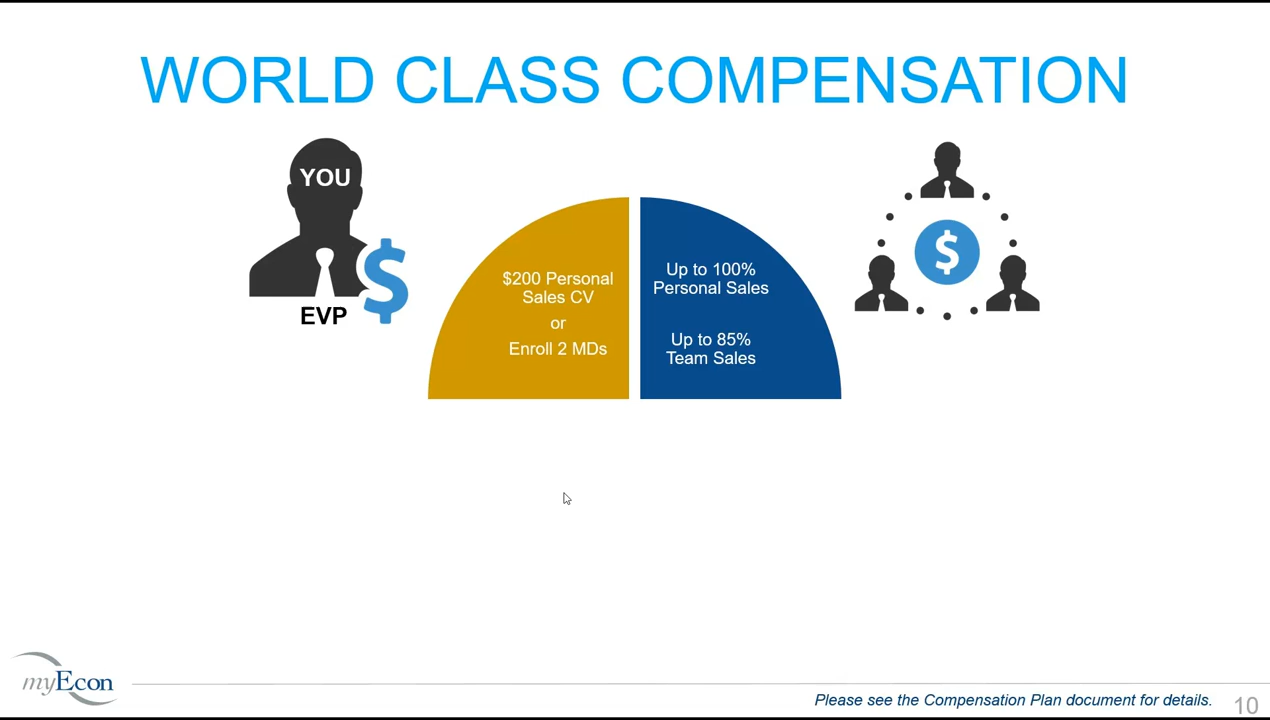 WORLD CLASS COMPENSATION
YOU
$
EVP
$200 Personal
Sales CV
or
Enroll 2 MDs
Up to 100%
Personal Sales
Up to 85%
Team Sales
$
myEcon
Please see the Compensation Plan document for details.
10